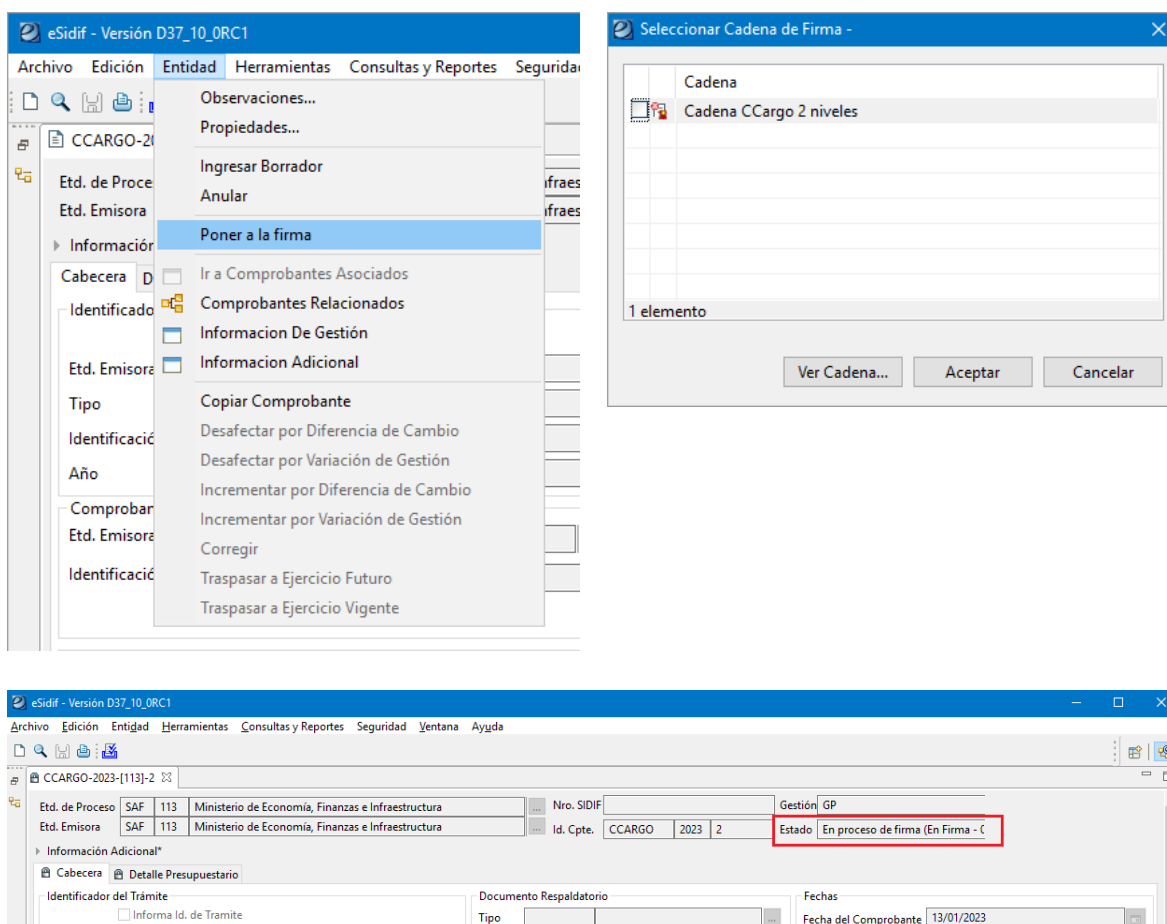 eSidif - Versión D37_10_0RC1
Archivo Edición Entidad Herramientas Consultas y Reportes Segurida
CCARGO-20
Etd. de Proce
Etd. Emisora
Información
Cabecera D
Identificado
Etd. Emisora
Tipo
Identificació
Año
Comproban
Etd. Emisora
Identificació
Observaciones...
Propiedades...
Ingresar Borrador
Anular
Poner a la firma
Ir a Comprobantes Asociados
Comprobantes Relacionados
Informacion De Gestión
Informacion Adicional
Copiar Comprobante
Desafectar por Diferencia de Cambio
Desafectar por Variación de Gestión
Incrementar por Diferencia de Cambio
Incrementar por Variación de Gestión
Corregir
Traspasar a Ejercicio Futuro
Traspasar a Ejercicio Vigente
nfraes
nfraes
Seleccionar Cadena de Firma -
Cadena
Cadena CCargo 2 niveles
1 elemento
Ver Cadena... Aceptar Cancelar
eSidif - Versión D37_10_0RC1
Archivo Edición Entidad Herramientas Consultas y Reportes Seguridad Ventana Ayuda
CCARGO-2023-[113]-2
Etd. de Proceso SAF 113 Ministerio de Economía, Finanzas e Infraestructura ... Nro. SIDIF Gestión GP
Etd. Emisora SAF 113 Ministerio de Economía, Finanzas e Infraestructura ... Id. Cpte. CCARGO 2023 2 Estado En proceso de firma (En Firma - (
Información Adicional*
Cabecera Detalle Presupuestario
Identificador del Trámite Documento Respaldatorio Fechas
Informa Id. de Tramite Tipo ... Fecha del Comprobante 13/01/2023